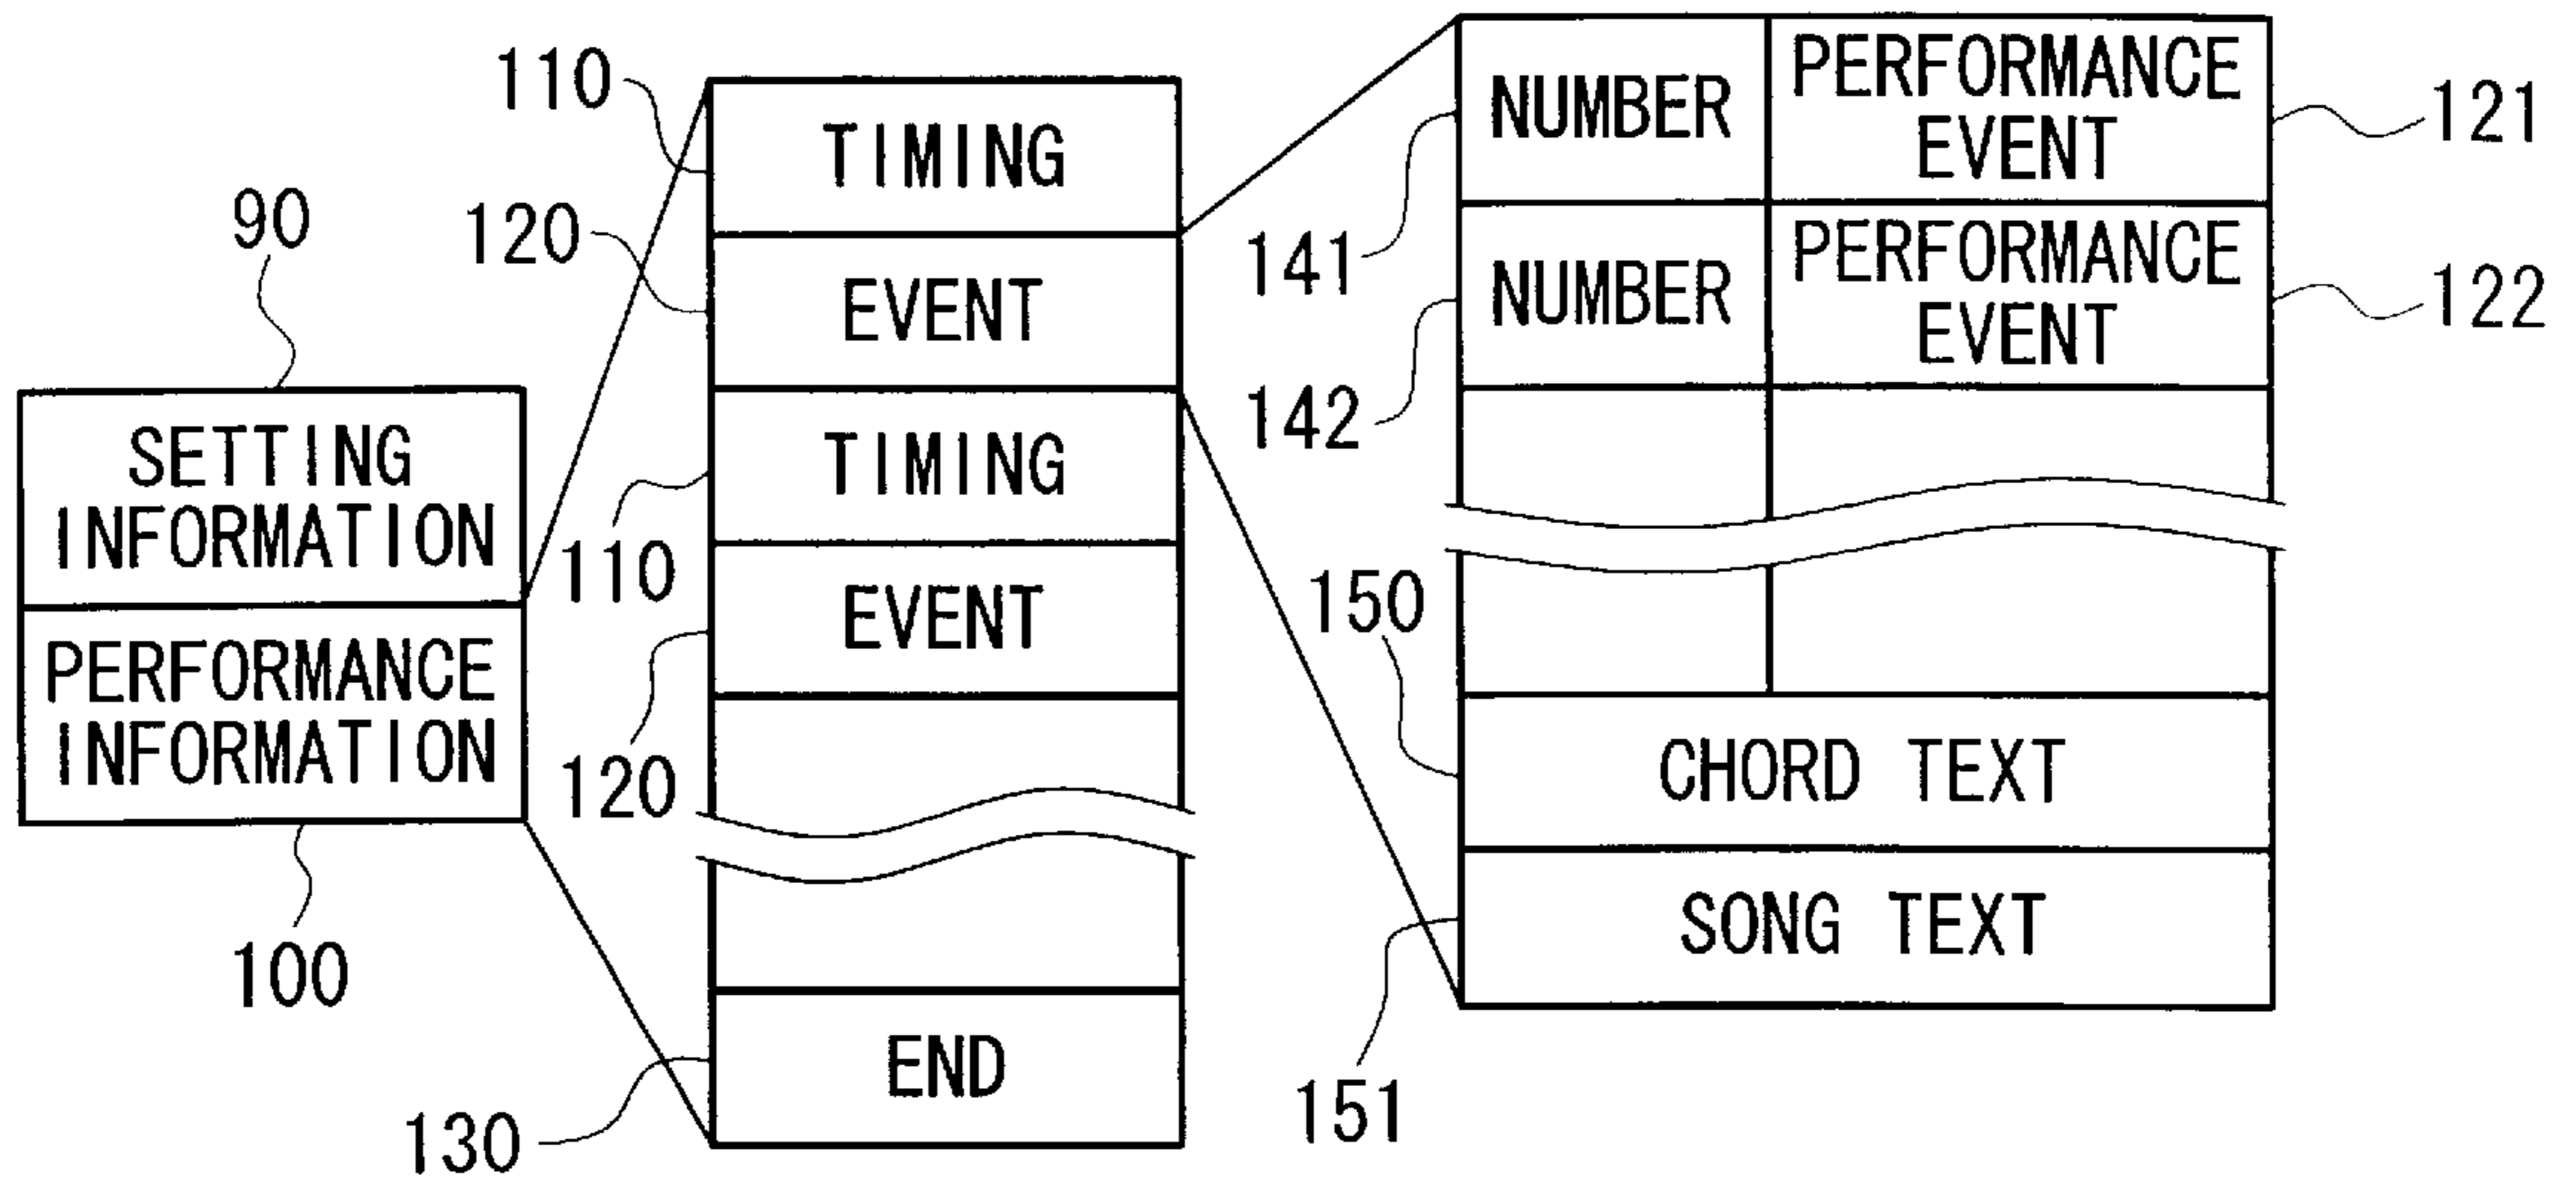 90
SETTING
INFORMATION
PERFORMANCE
INFORMATION
100
110
TIMING
120
EVENT
TIMING
110
EVENT
120
END
130
NUMBER
PERFORMANCE
EVENT
121
141
NUMBER
PERFORMANCE
EVENT
122
142
150
CHORD TEXT
SONG TEXT
151